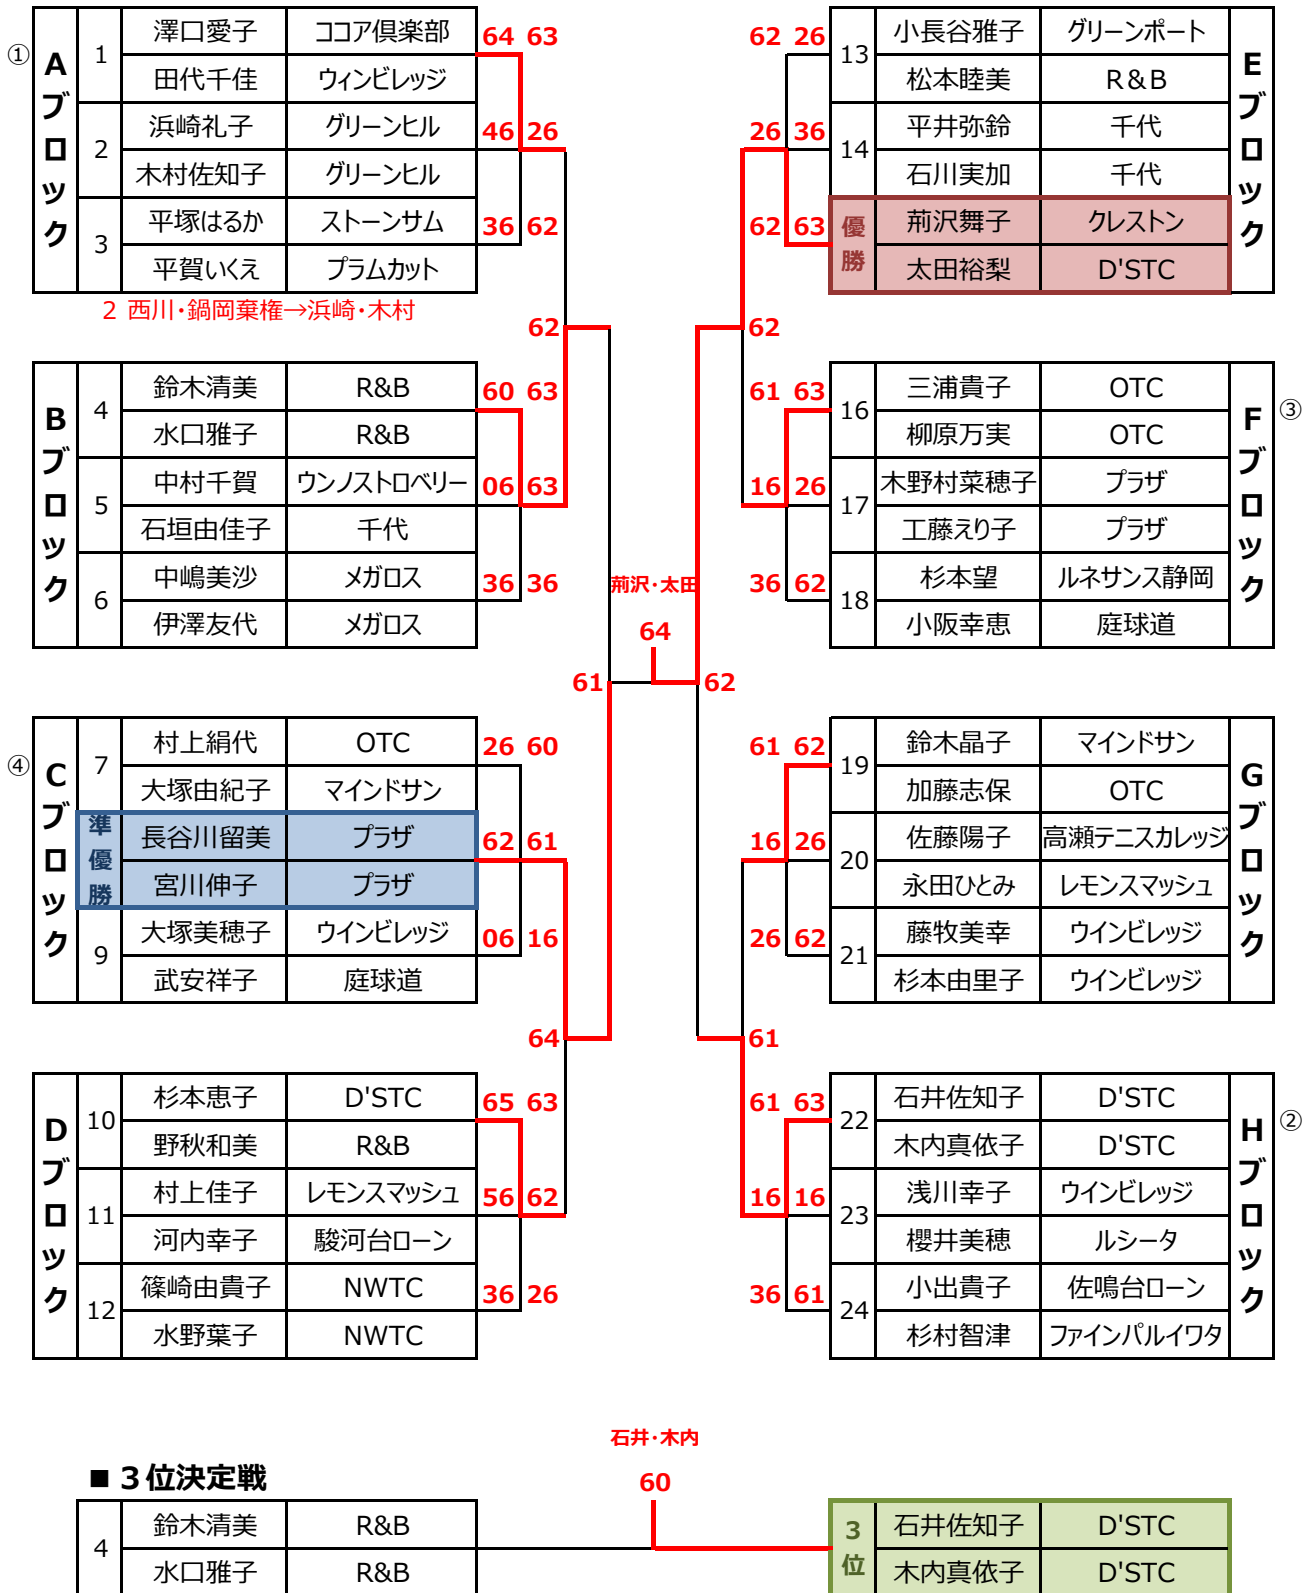 ① Aブロック
1 澤口愛子 ココア倶楽部 64 63
田代千佳 ウィンビレッジ
2 浜崎礼子 グリーンヒル 46 26
木村佐知子 グリーンヒル
3 平塚はるか ストーンサム 36 62
平賀いくえ プラムカット
2 西川・鍋岡棄権→浜崎・木村
62
Bブロック
4 鈴木清美 R&B 60 63
水口雅子 R&B
5 中村千賀 ウンノストロベリー 06 63
石垣由佳子 千代
6 中嶋美沙 メガロス 36 36
伊澤友代 メガロス
61
④ Cブロック
7 村上絹代 OTC 26 60
大塚由紀子 マインドサン
準優勝 長谷川留美 プラザ 62 61
宮川伸子 プラザ
9 大塚美穂子 ウインビレッジ 06 16
武安祥子 庭球道
64
Dブロック
10 杉本恵子 D'STC 65 63
野秋和美 R&B
11 村上佳子 レモンスマッシュ 56 62
河内幸子 駿河台ローン
12 篠崎由貴子 NWTC 36 26
水野葉子 NWTC
荊沢・太田
64
Eブロック
62 26 13 小長谷雅子 グリーンポート
松本睦美 R&B
26 36 14 平井弥鈴 千代
石川実加 千代
62 63 優勝 荊沢舞子 クレストン
太田裕梨 D'STC
62
Fブロック ③
61 63 16 三浦貴子 OTC
柳原万実 OTC
16 26 17 木野村菜穂子 プラザ
工藤えり子 プラザ
36 62 18 杉本望 ルネサンス静岡
小阪幸恵 庭球道
62
Gブロック
61 62 19 鈴木晶子 マインドサン
加藤志保 OTC
16 26 20 佐藤陽子 高瀬テニスカレッジ
永田ひとみ レモンスマッシュ
26 62 21 藤牧美幸 ウインビレッジ
杉本由里子 ウインビレッジ
61
Hブロック ②
61 63 22 石井佐知子 D'STC
木内真依子 D'STC
16 16 23 浅川幸子 ウインビレッジ
櫻井美穂 ルシータ
36 61 24 小出貴子 佐鳴台ローン
杉村智津 ファインパルイワタ
■ 3位決定戦
石井・木内
60
4 鈴木清美 R&B
水口雅子 R&B
3位 石井佐知子 D'STC
木内真依子 D'STC